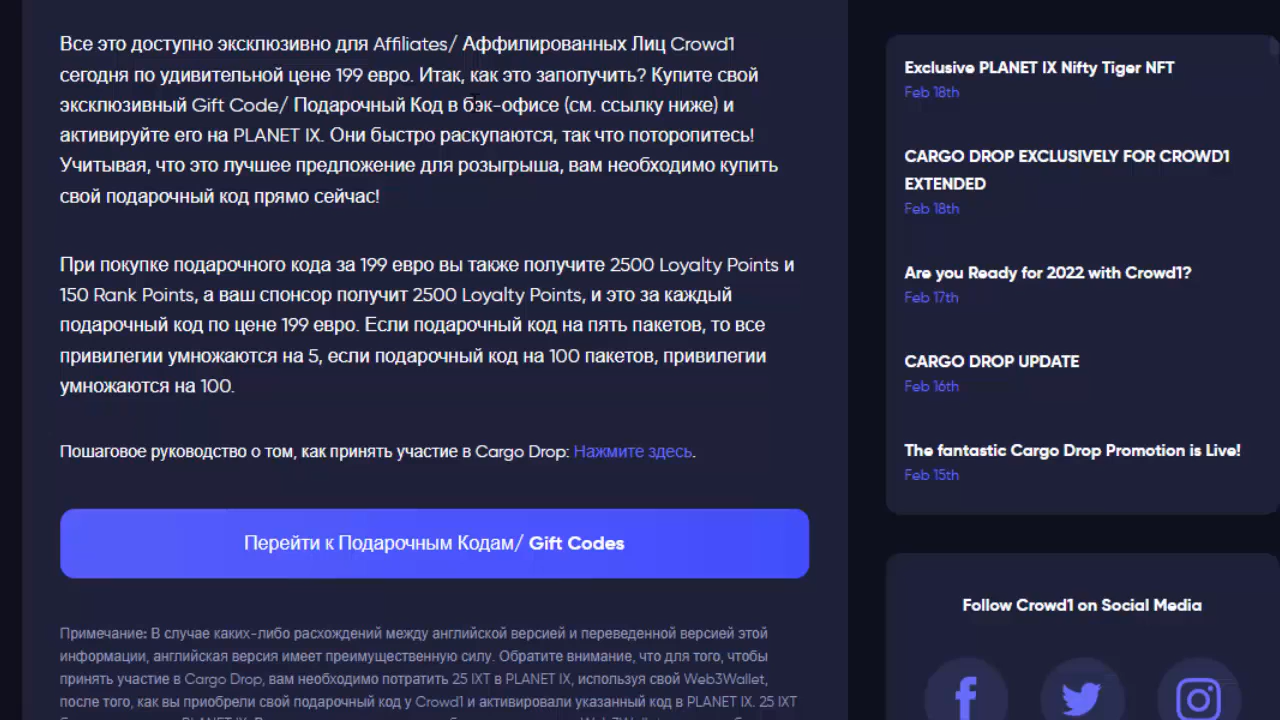 Все это доступно эксклюзивно для Affiliates/ Аффилированных Лиц Crowd1
сегодня по удивительной цене 199 евро. Итак, как это заполучить? Купите свой
эксклюзивный Gift Code/ Подарочный Код в бэк-офисе (см. ссылку ниже) и
активируйте его на PLANET IX. Они быстро раскупаются, так что поторопитесь!
Учитывая, что это лучшее предложение для розыгрыша, вам необходимо купить
свой подарочный код прямо сейчас!
При покупке подарочного кода за 199 евро вы также получите 2500 Loyalty Points и
150 Rank Points, а ваш спонсор получит 2500 Loyalty Points, и это за каждый
подарочный код по цене 199 евро. Если подарочный код на пять пакетов, то все
привилегии умножаются на 5, если подарочный код на 100 пакетов, привилегии
умножаются на 100.
Пошаговое руководство о том, как принять участие в Cargo Drop: Нажмите здесь.
Перейти к Подарочным Кодам/ Gift Codes
Примечание: В случае каких-либо расхождений между английской версией и переведенной версией этой
информации, английская версия имеет преимущественную силу. Обратите внимание, что для того, чтобы
принять участие в Cargo Drop, вам необходимо потратить 25 IXT в PLANET IX, используя свой Web3Wallet,
после того, как вы приобрели свой подарочный код у Crowd1 и активировали указанный код в PLANET IX. 25 IXT
Exclusive PLANET IX Nifty Tiger NFT
Feb 18th
CARGO DROP EXCLUSIVELY FOR CROWD1
EXTENDED
Feb 18th
Are you Ready for 2022 with Crowd1?
Feb 17th
CARGO DROP UPDATE
Feb 16th
The fantastic Cargo Drop Promotion is Live!
Feb 15th
Follow Crowd1 on Social Media